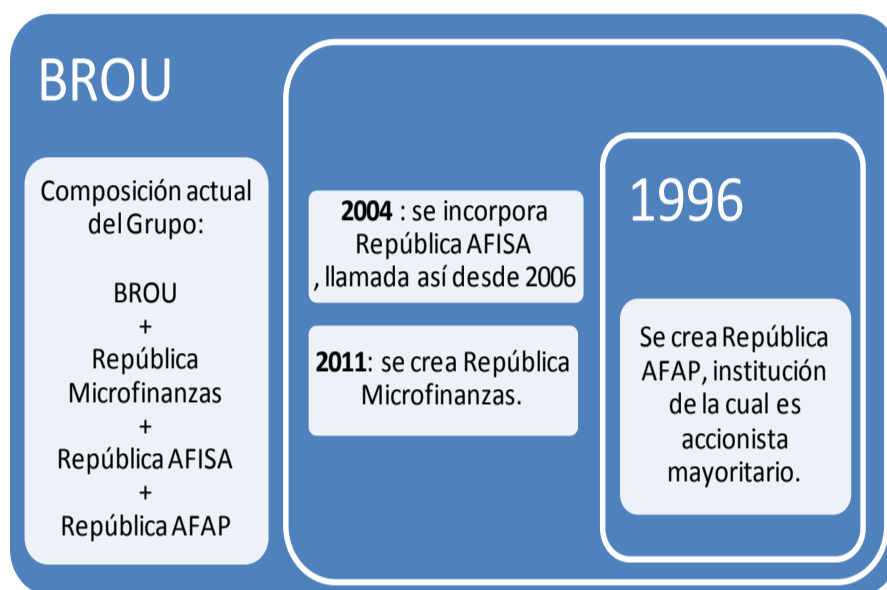 BROU
Composición actual
del Grupo:
BROU
+
República
Microfinanzas
+
República AFISA
+
República AFAP
2004 : se incorpora
República AFISA
, llamada así desde 2006
2011: se crea República
Microfinanzas.
1996
Se crea República
AFAP, institución
de la cual es
accionista
mayoritario.